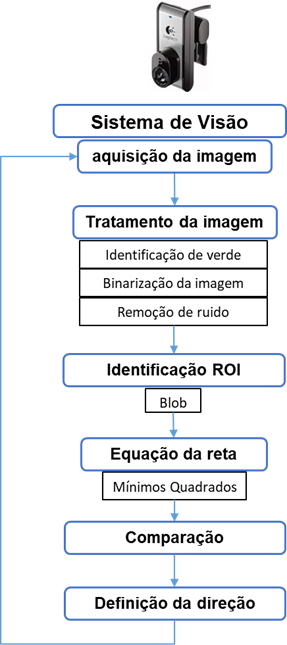 Sistema de Visão
aquisição da imagem
Tratamento da imagem
Identificação de verde
Binarização da imagem
Remoção de ruido
Identificação ROI
Blob
Equação da reta
Mínimos Quadrados
Comparação
Definição da direção